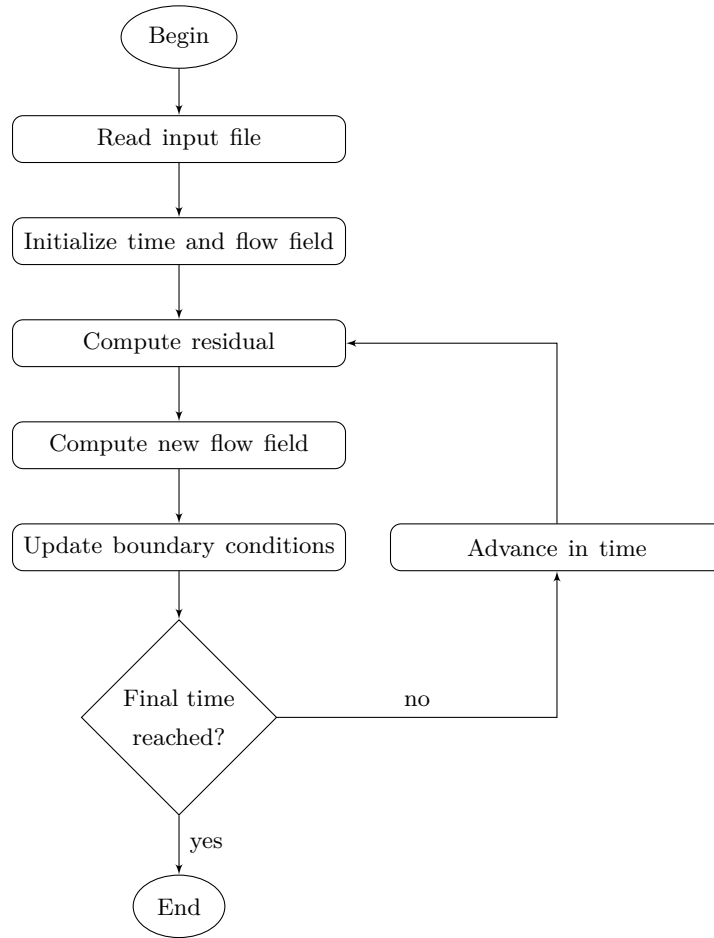 Begin
Read input file
Initialize time and flow field
Compute residual
Compute new flow field
Update boundary conditions
Advance in time
Final time
reached?
no
yes
End